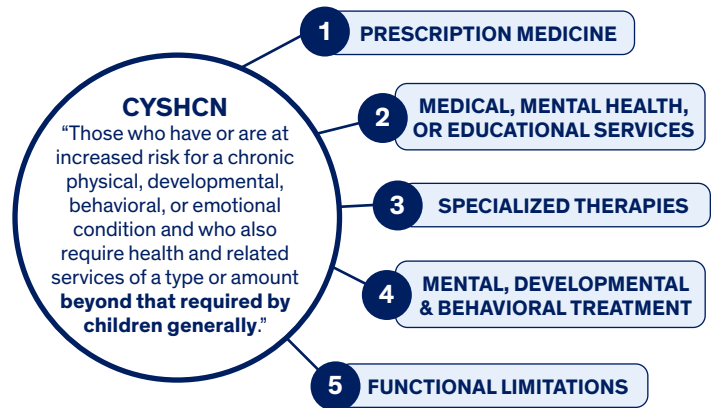 CYSHCN
“Those who have or are at
increased risk for a chronic
physical, developmental,
behavioral, or emotional
condition and who also
require health and related
services of a type or amount
beyond that required by
children generally.”
1 PRESCRIPTION MEDICINE
2 MEDICAL, MENTAL HEALTH,
OR EDUCATIONAL SERVICES
3 SPECIALIZED THERAPIES
4 MENTAL, DEVELOPMENTAL
& BEHAVIORAL TREATMENT
5 FUNCTIONAL LIMITATIONS